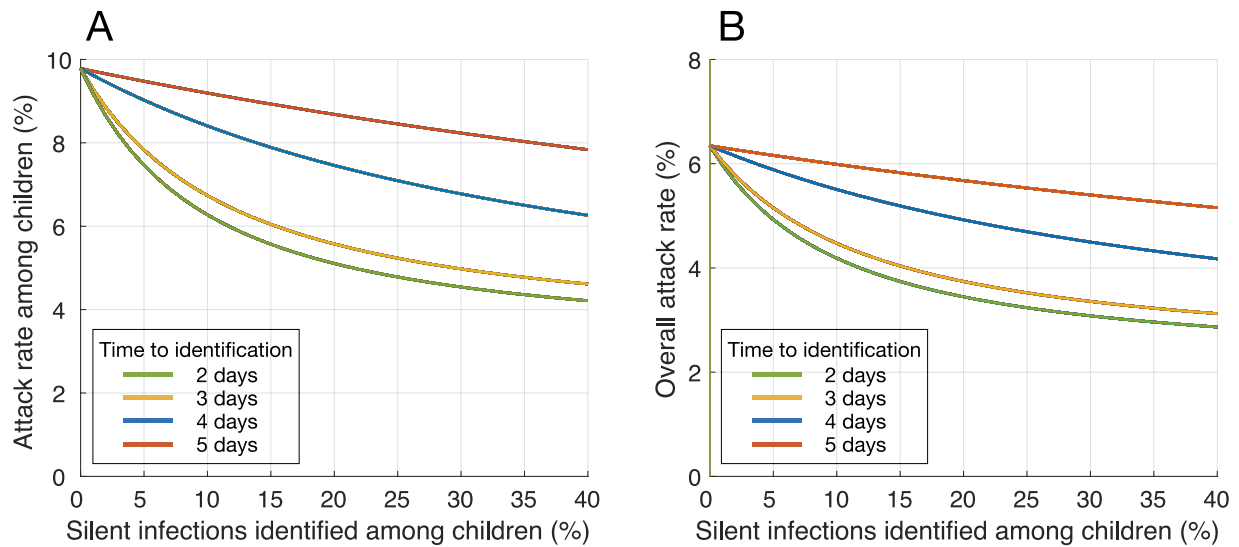 A
Attack rate among children (%)
10
8
6
4
2
0
Time to identification
2 days
3 days
4 days
5 days
0 5 10 15 20 25 30 35 40
Silent infections identified among children (%)
B
Overall attack rate (%)
8
6
4
2
0
Time to identification
2 days
3 days
4 days
5 days
0 5 10 15 20 25 30 35 40
Silent infections identified among children (%)